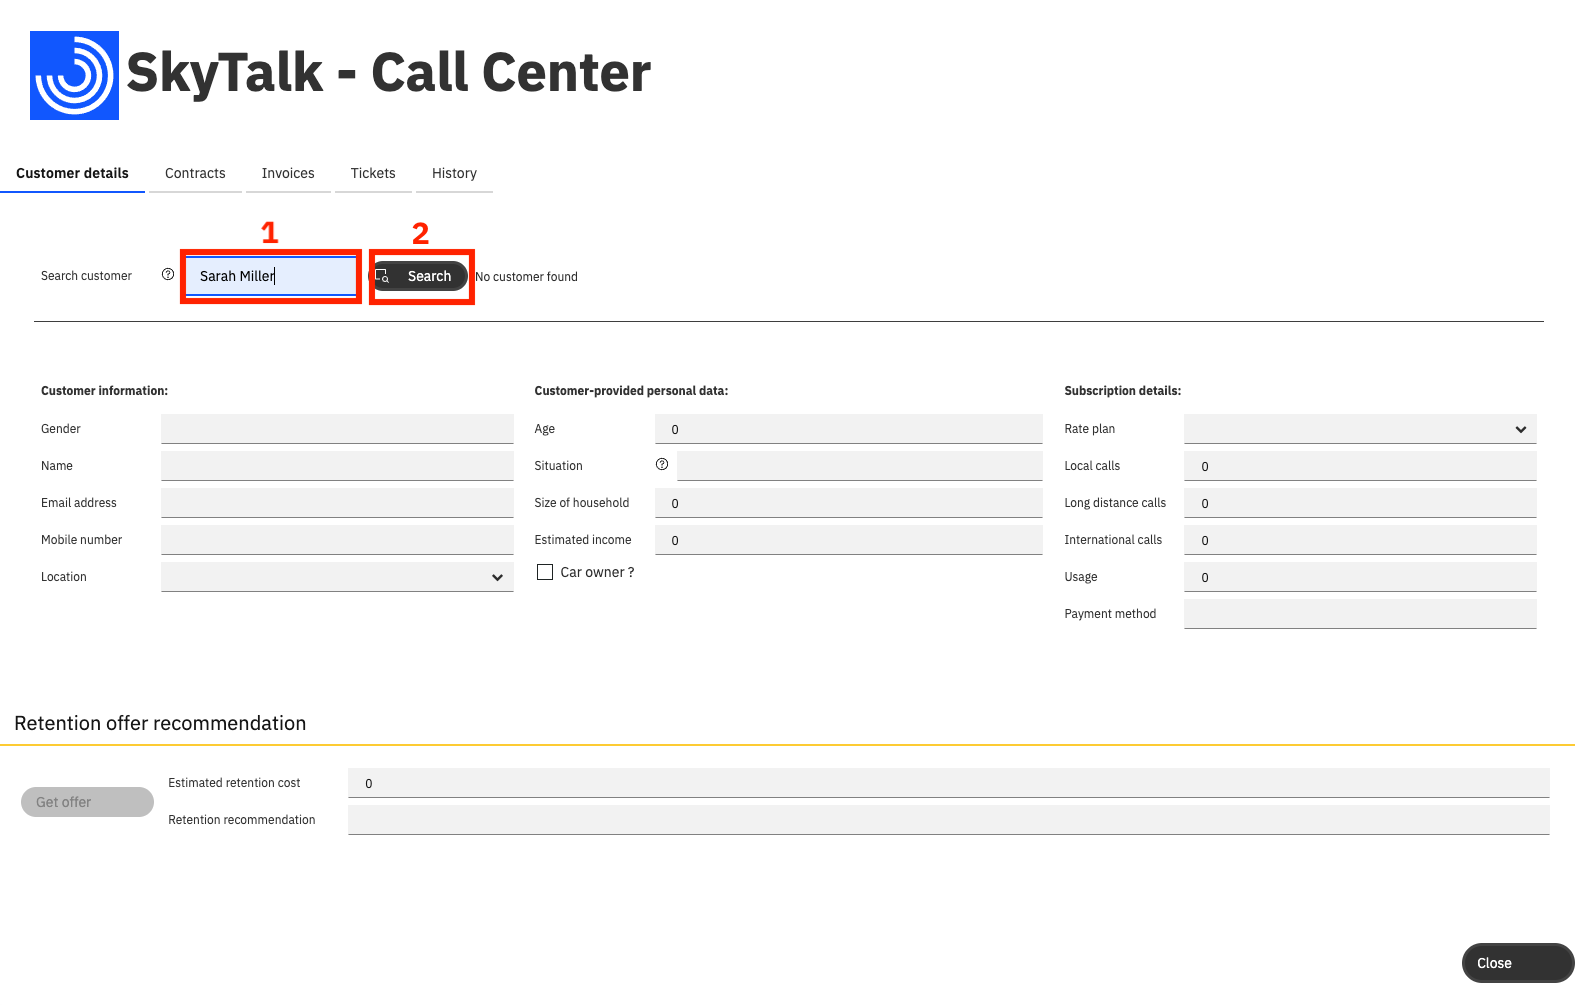 SkyTalk - Call Center
Customer details Contracts Invoices Tickets History
1 2
Search customer Sarah Miller Search No customer found
Customer information: Customer-provided personal data: Subscription details:
Gender Age 0 Rate plan
Name Situation Local calls 0
Email address Size of household 0 Long distance calls 0
Mobile number Estimated income 0 International calls 0
Location Car owner ? Usage 0
Payment method
Retention offer recommendation
Estimated retention cost 0
Get offer
Retention recommendation
Close